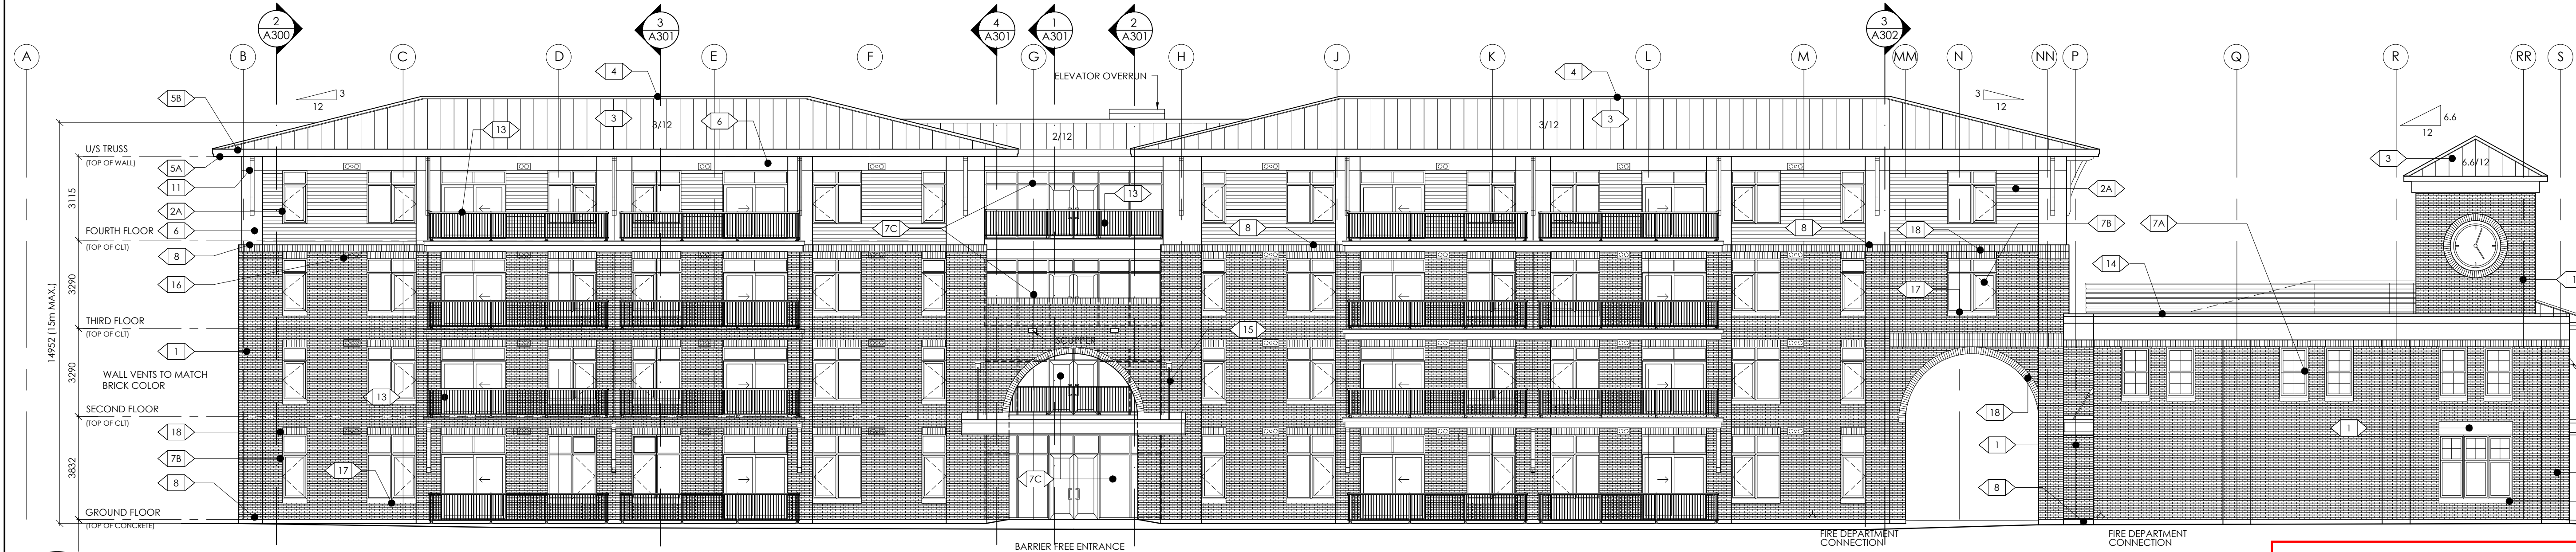 2
A300
3
A301
4
A301
1
A301
2
A301
3
A302
A
B
C
D
E
F
G
H
J
K
L
M
MM
N
NN
P
Q
R
RR
S
ELEVATOR OVERRUN
4
4
5B
3
12
13
3
3/12
6
2/12
3/12
3
3
12
6.6
12
3
6.6/12
U/S TRUSS
(TOP OF WALL)
5A
11
2A
6
13
2A
7C
8
8
18
7B
7A
3115
FOURTH FLOOR
(TOP OF CLT)
8
16
14
17
3290
14952 (15m MAX.)
THIRD FLOOR
(TOP OF CLT)
15
SCUPPER
1
WALL VENTS TO MATCH
BRICK COLOR
3290
13
SECOND FLOOR
(TOP OF CLT)
18
18
1
1
7B
17
7C
8
8
3832
GROUND FLOOR
(TOP OF CONCRETE)
BARRIER FREE ENTRANCE
FIRE DEPARTMENT
CONNECTION
FIRE DEPARTMENT
CONNECTION